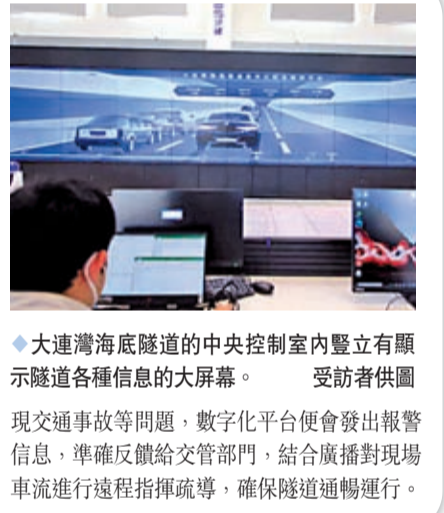 ◆大連灣海底隧道的中央控制室內豎立有顯
示隧道各種信息的大屏幕。 受訪者供圖
現交通事故等問題，數字化平台便會發出報警
信息，準確反饋給交管部門，結合廣播對現場
車流進行遠程指揮疏導，確保隧道通暢運行。